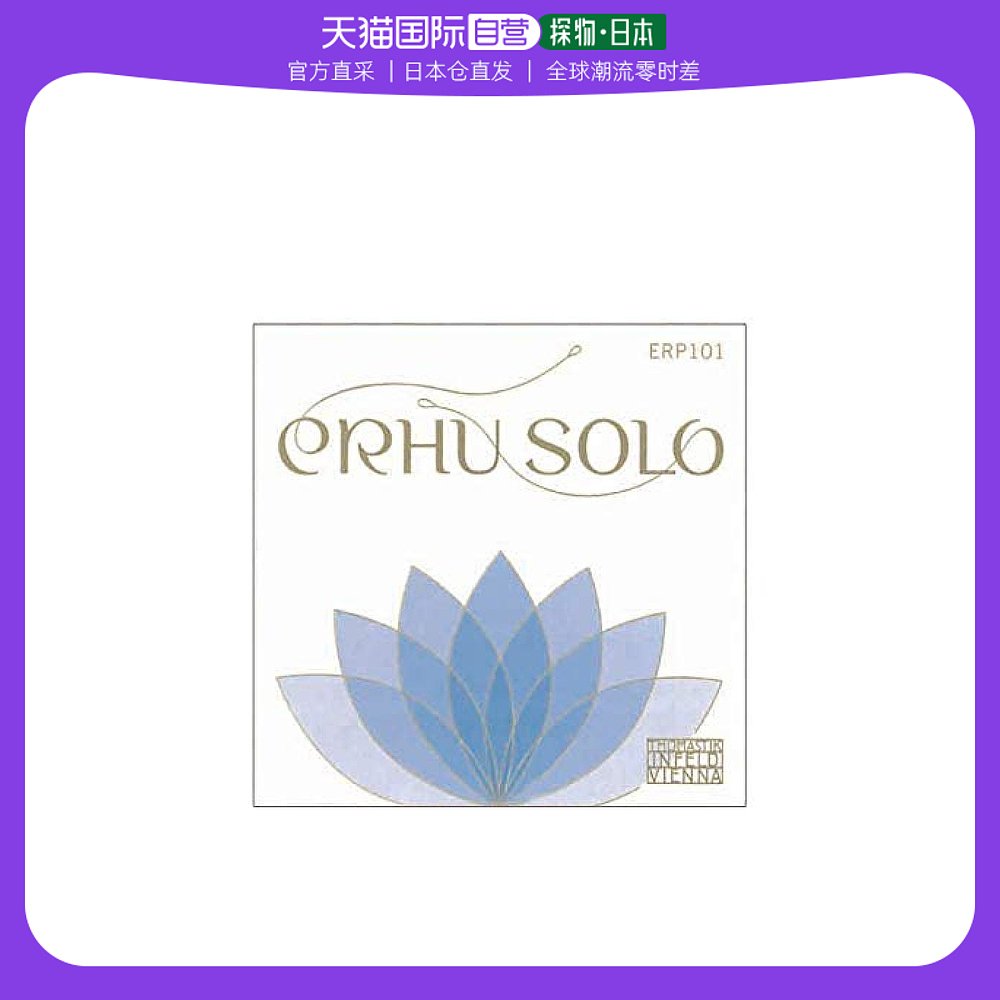 天猫国际自营 探物·日本
官方直采 | 日本仓直发 | 全球潮流零时差
ERP101
ERHU SOLO
THOMASTIK
INFELD
VIENNA